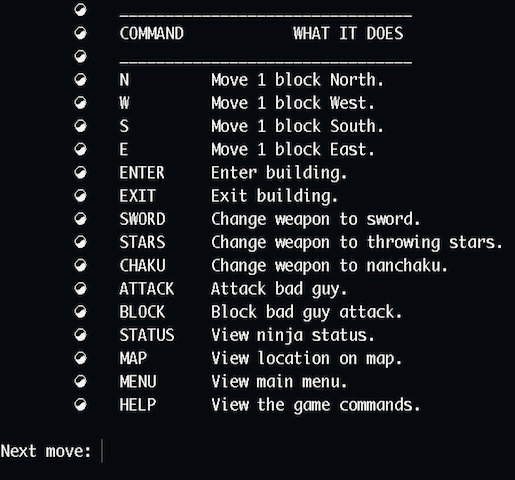 COMMAND WHAT IT DOES
N Move 1 block North.
W Move 1 block West.
S Move 1 block South.
E Move 1 block East.
ENTER Enter building.
EXIT Exit building.
SWORD Change weapon to sword.
STARS Change weapon to throwing stars.
CHAKU Change weapon to nanchaku.
ATTACK Attack bad guy.
BLOCK Block bad guy attack.
STATUS View ninja status.
MAP View location on map.
MENU View main menu.
HELP View the game commands.
Next move: